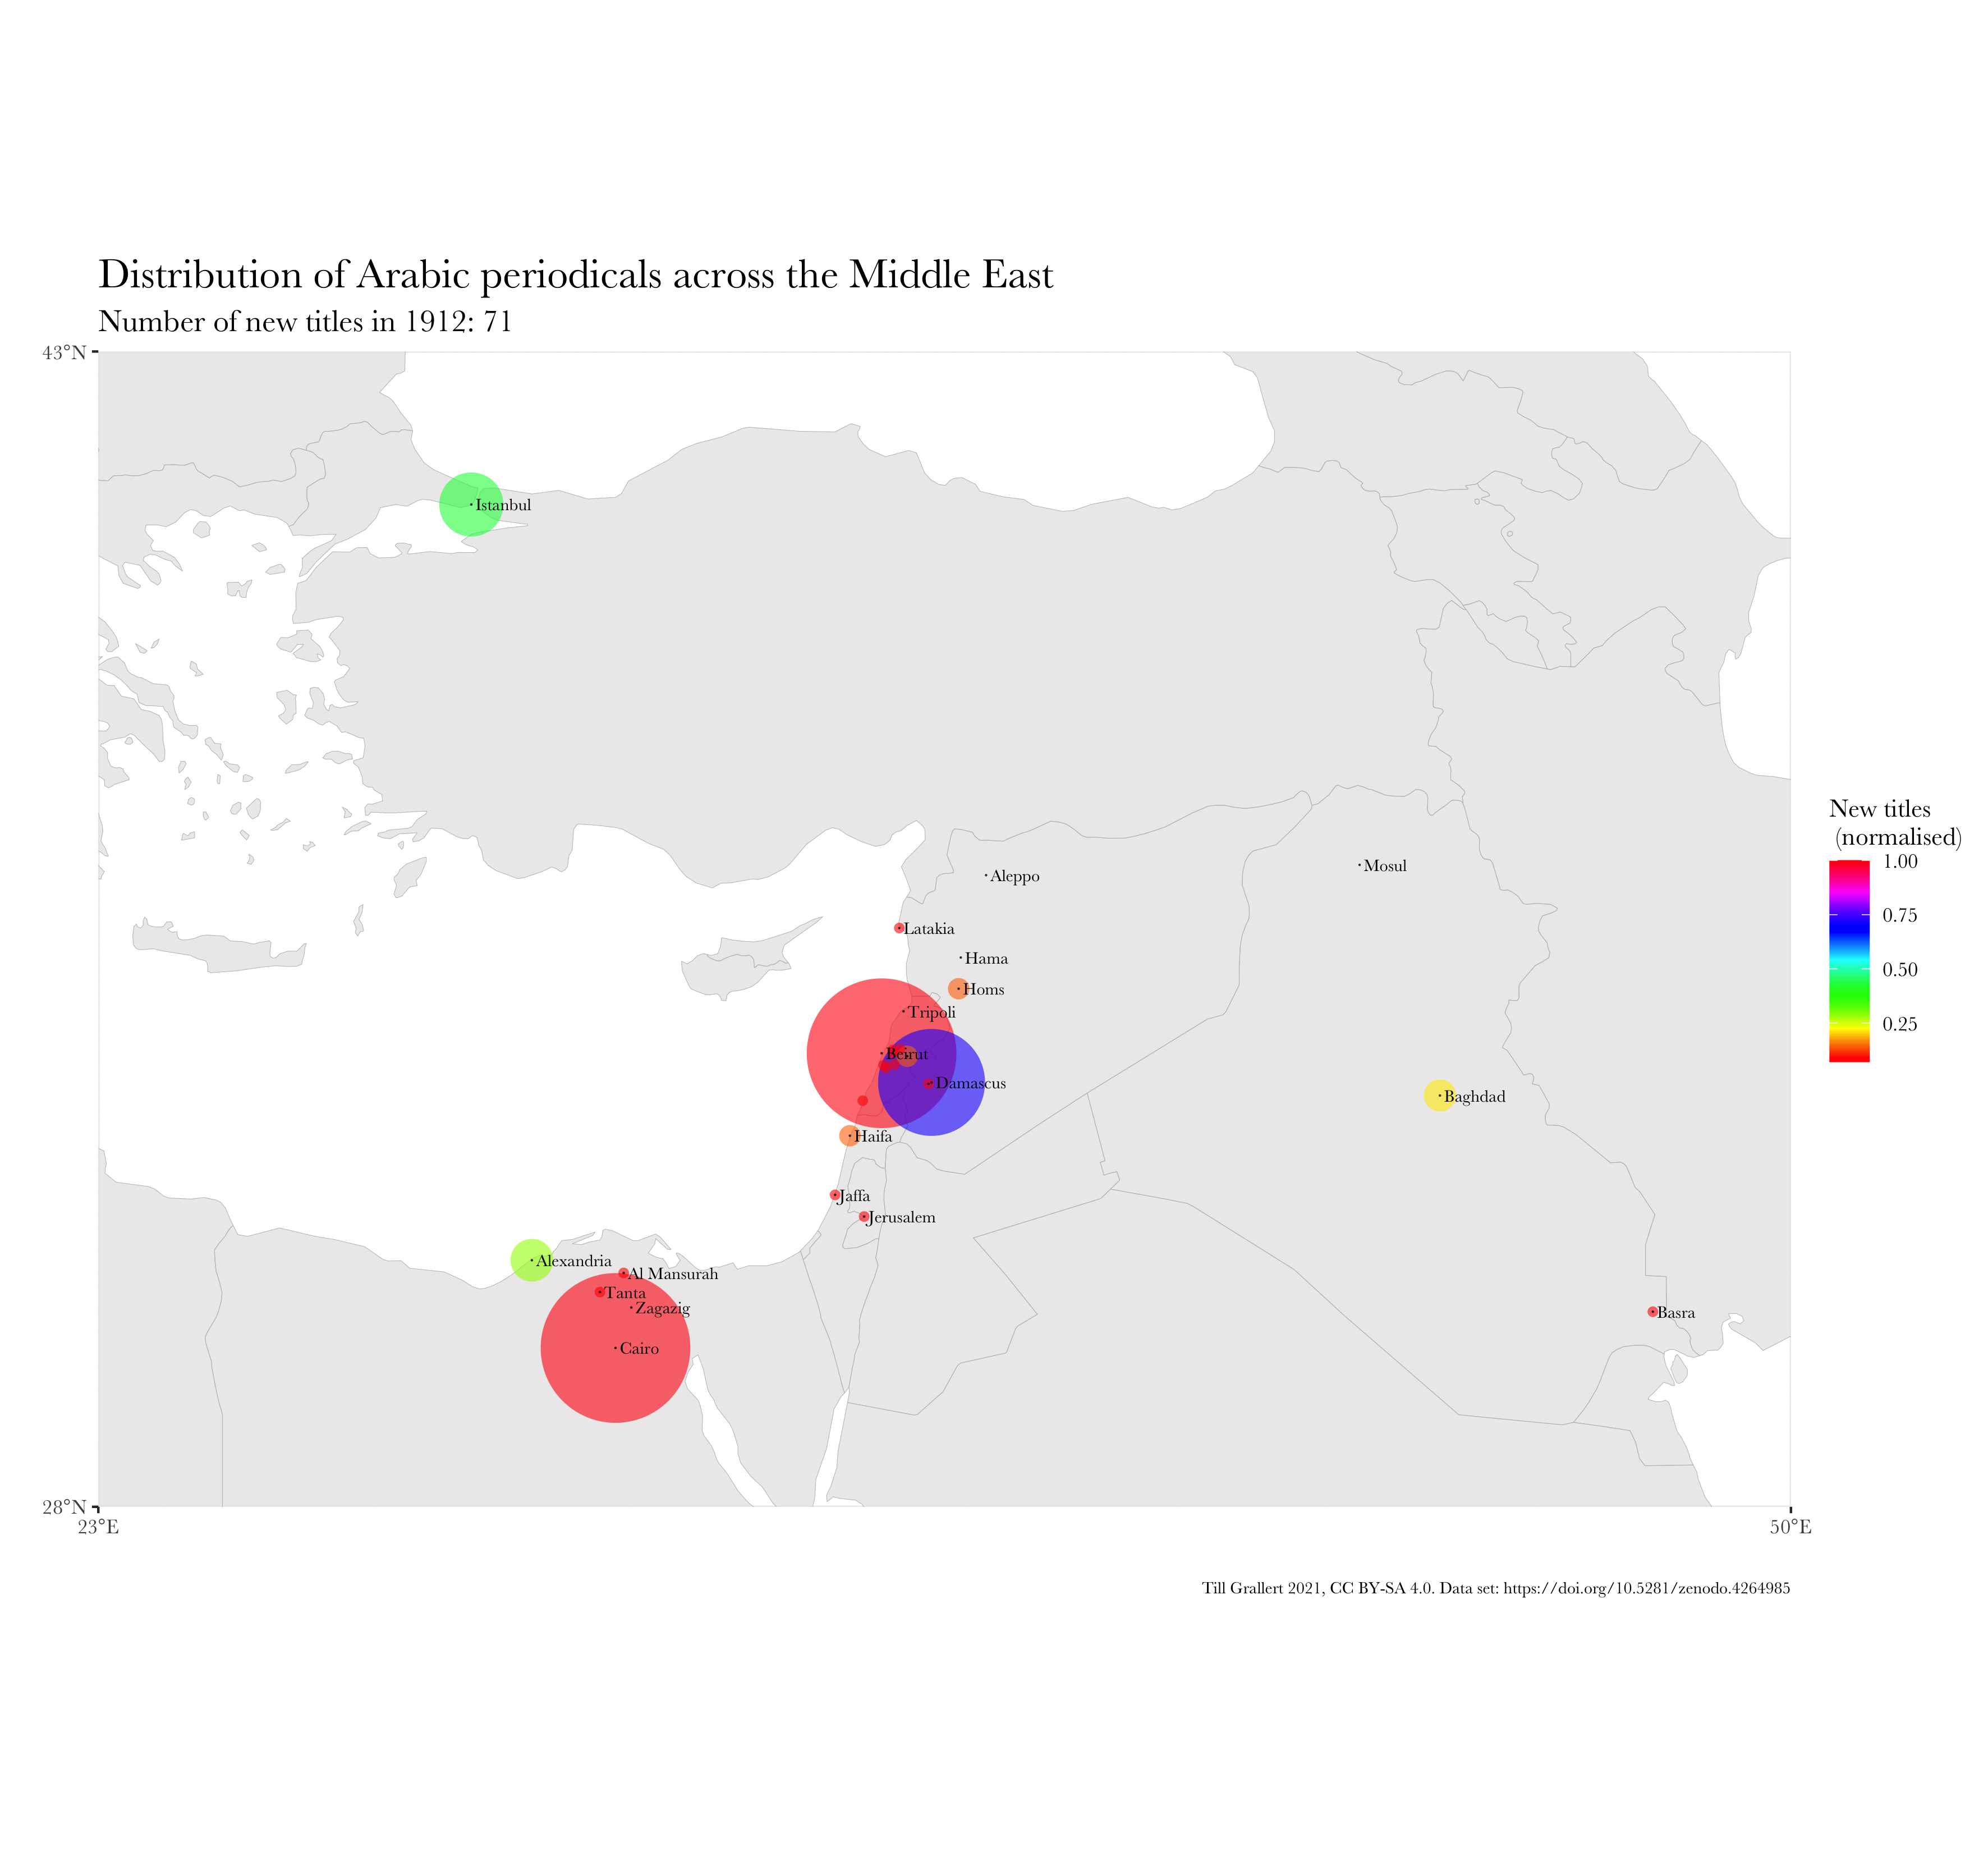 Distribution of Arabic periodicals across the Middle East
Number of new titles in 1912: 71
43°N
Istanbul
Aleppo
Mosul
Latakia
Hama
Homs
Tripoli
Beirut
Damascus
Baghdad
Haifa
Jaffa
Jerusalem
Alexandria
Al Mansurah
Tanta
Zagazig
Basra
Cairo
New titles
(normalised)
1.00
0.75
0.50
0.25
28°N
23°E
50°E
Till Grallert 2021, CC BY-SA 4.0. Data set: https://doi.org/10.5281/zenodo.4264985